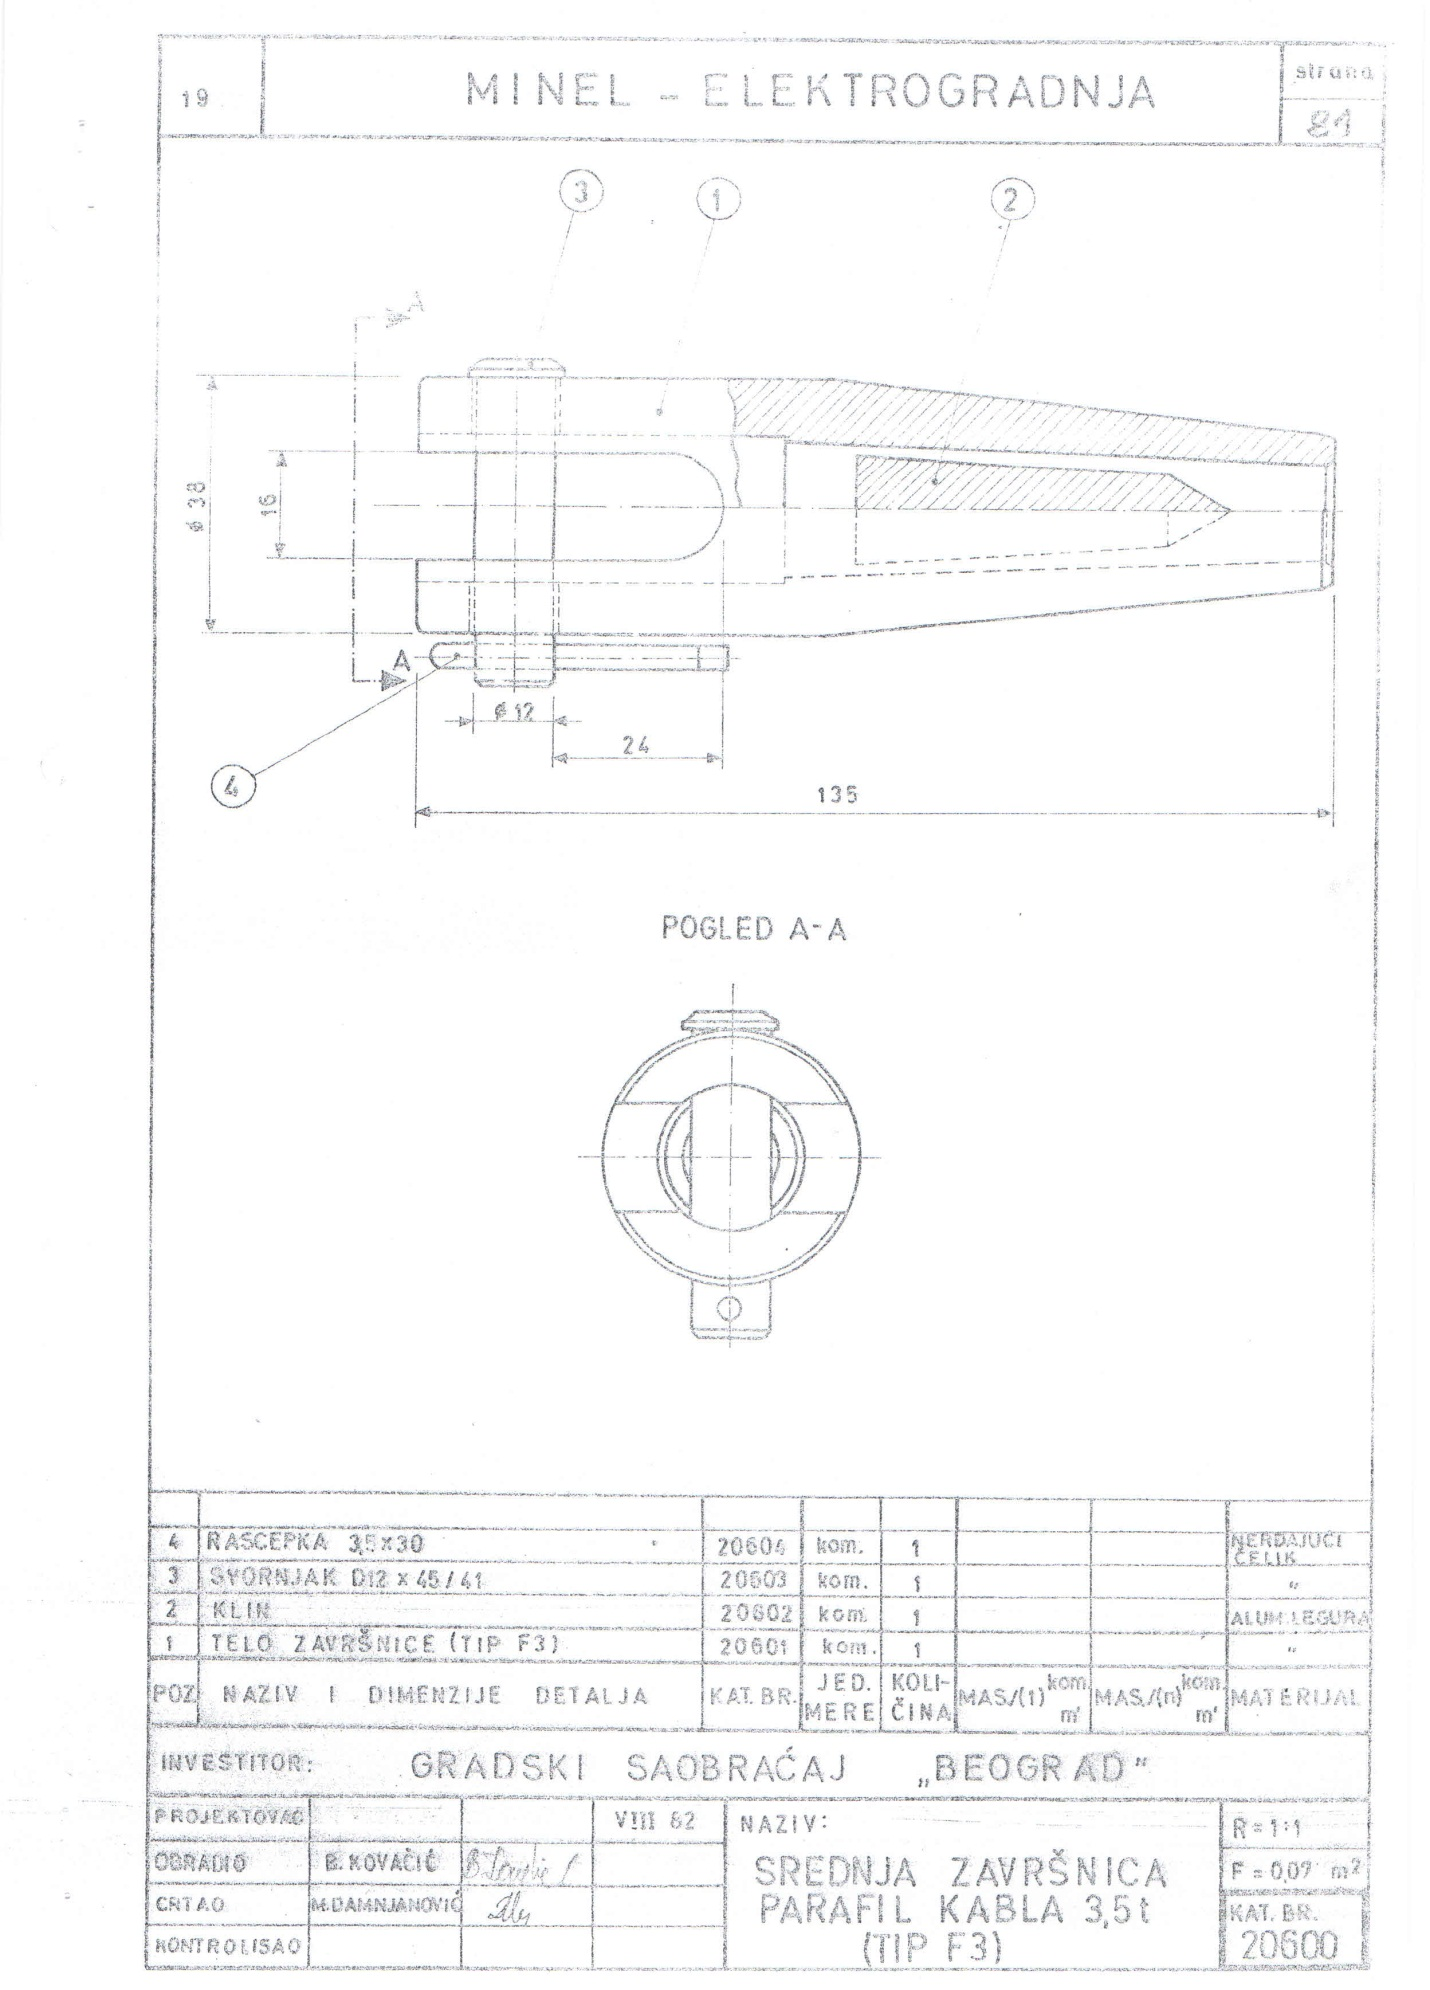 19
MINEL - ELEKTROGRADNJA
strana
81
3
1
2
A
ø 38
16
A
ø 12
24
4
135
POGLED A-A
4 RASCEPKA 3,5x30 20604 kom. 1 NERĐAJUĆI ČELIK
3 SVORNJAK D12 x 45/41 20603 kom. 1 〃
2 KLIN 20602 kom. 1 ALUM. LEGURA
1 TELO ZAVRŠNICE (TIP F3) 20601 kom. 1 〃
POZ NAZIV I DIMENZIJE DETALJA KAT. BR. JED. MERE KOLIČINA MAS/(1) kom. m' MAS./(n) kom. m' MATERIJAL
INVESTITOR: GRADSKI SAOBRAĆAJ „BEOGRAD"
PROJEKTOVAO VIII 82
OBRADIO B. KOVAČIĆ
CRTAO M. DAMNJANOVIĆ
KONTROLISAO
NAZIV:
SREDNJA ZAVRŠNICA
PARAFIL KABLA 3,5t
(TIP F3)
R = 1:1
F = 0,07 m²
KAT. BR.
20600